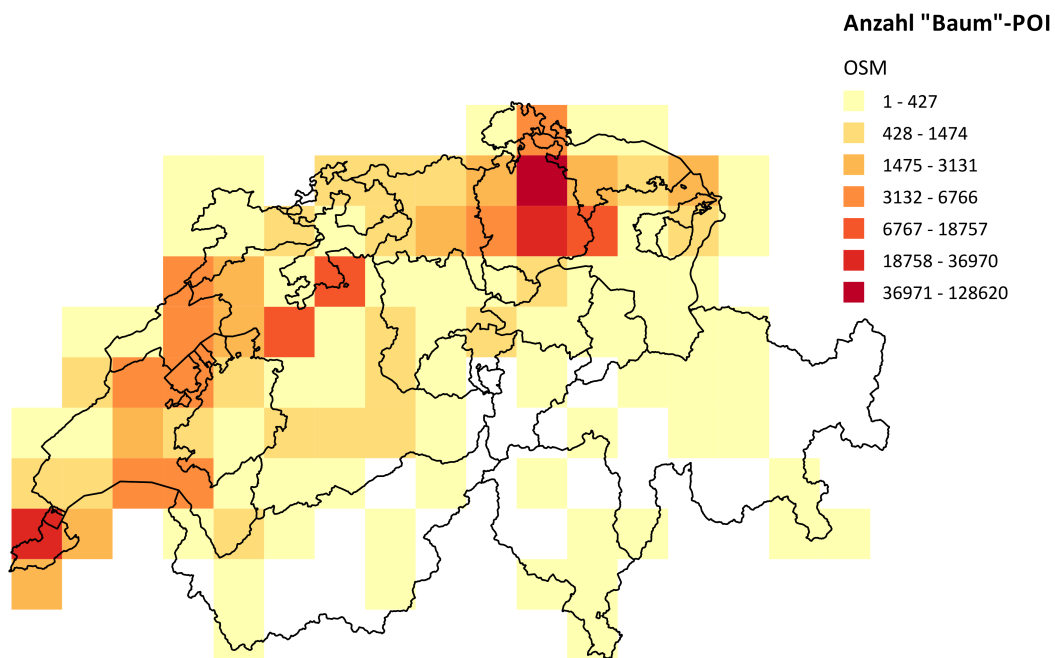 Anzahl "Baum"-POI
OSM
1 - 427
428 - 1474
1475 - 3131
3132 - 6766
6767 - 18757
18758 - 36970
36971 - 128620